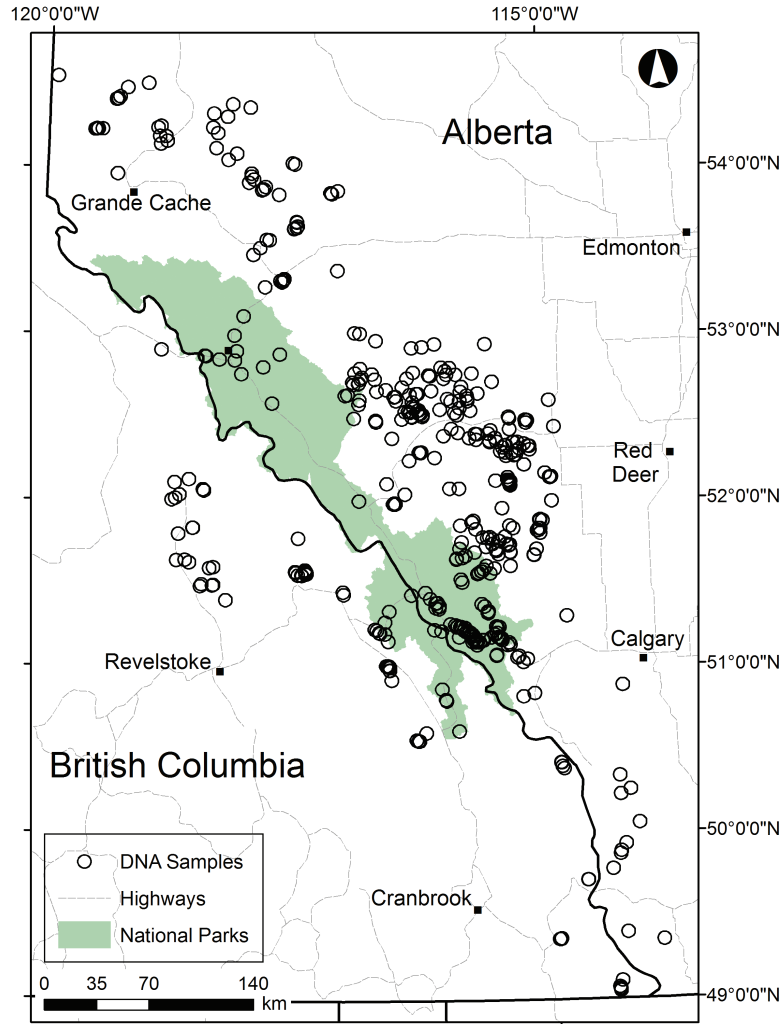 120°0'0"W
115°0'0"W
Alberta
54°0'0"N
Grande Cache
Edmonton
53°0'0"N
Red
Deer
52°0'0"N
Calgary
Revelstoke
51°0'0"N
British Columbia
50°0'0"N
DNA Samples
Highways
Cranbrook
National Parks
0 35 70 140
km
49°0'0"N